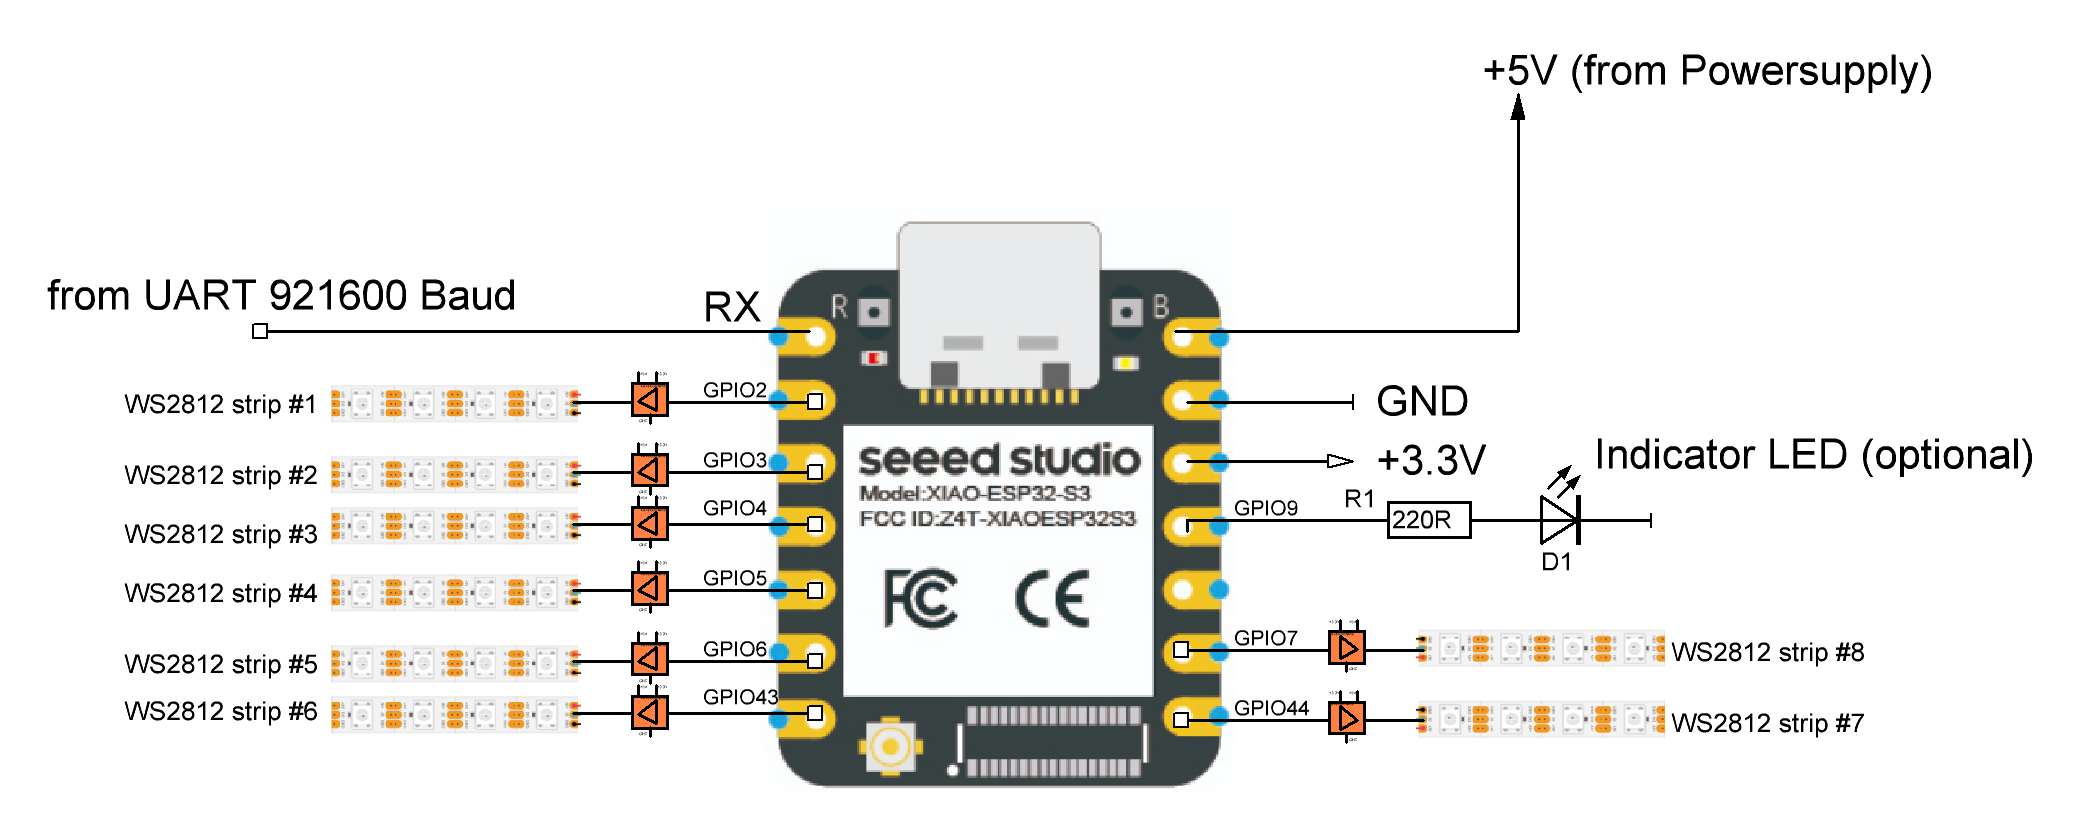 +5V (from Powersupply)
from UART 921600 Baud
RX
R
B
WS2812 strip #1
GPIO2
GND
WS2812 strip #2
GPIO3
seeed studio
Model:XIAO-ESP32-S3
FCC ID:Z4T-XIAOESP32S3
+3.3V
Indicator LED (optional)
WS2812 strip #3
GPIO4
GPIO9
R1
220R
D1
WS2812 strip #4
GPIO5
FC CE
WS2812 strip #5
GPIO6
GPIO7
WS2812 strip #8
WS2812 strip #6
GPIO43
GPIO44
WS2812 strip #7